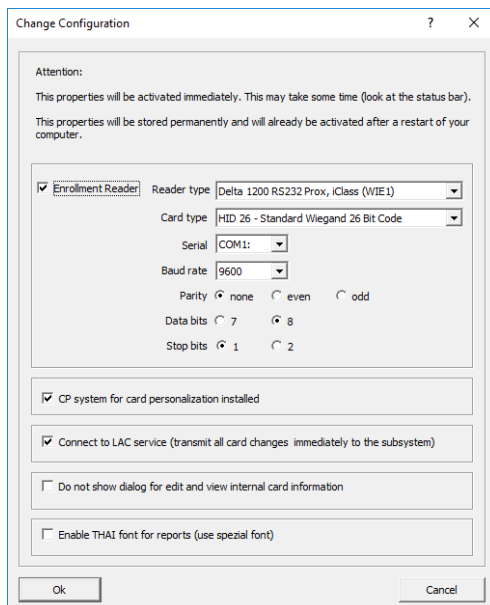 Change Configuration
?
Attention:
This properties will be activated immediately. This may take some time (look at the status bar).
This properties will be stored permanently and will already be activated after a restart of your
computer.
Enrollment Reader Reader type Delta 1200 RS232 Prox, iClass (WIE1)
Card type HID 26 - Standard Wiegand 26 Bit Code
Serial COM1:
Baud rate 9600
Parity none even odd
Data bits 7 8
Stop bits 1 2
CP system for card personalization installed
Connect to LAC service (transmit all card changes immediately to the subsystem)
Do not show dialog for edit and view internal card information
Enable THAI font for reports (use spezial font)
Ok Cancel